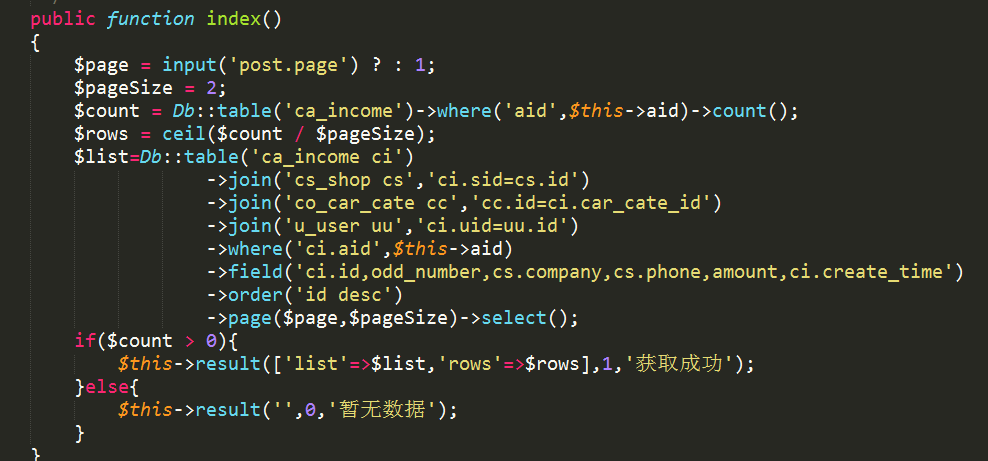 public function index()
{
$page = input('post.page') ? : 1;
$pageSize = 2;
$count = Db::table('ca_income')->where('aid',$this->aid)->count();
$rows = ceil($count / $pageSize);
$list=Db::table('ca_income ci')
->join('cs_shop cs','ci.sid=cs.id')
->join('co_car_cate cc','cc.id=ci.car_cate_id')
->join('u_user uu','ci.uid=uu.id')
->where('ci.aid',$this->aid)
->field('ci.id,odd_number,cs.company,cs.phone,amount,ci.create_time')
->order('id desc')
->page($page,$pageSize)->select();
if($count > 0){
$this->result(['list'=>$list,'rows'=>$rows],1,'获取成功');
}else{
$this->result('',0,'暂无数据');
}
}